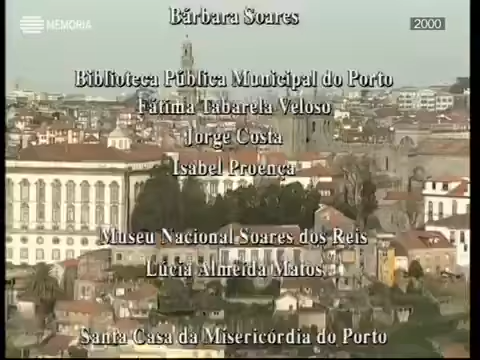 MEMÓRIA
2000
Bárbara Soares
Biblioteca Pública Municipal do Porto
Fátima Tabarela Veloso
Jorge Costa
Isabel Proença
Museu Nacional Soares dos Reis
Lúcia Almeida Matos
Santa Casa da Misericórdia do Porto